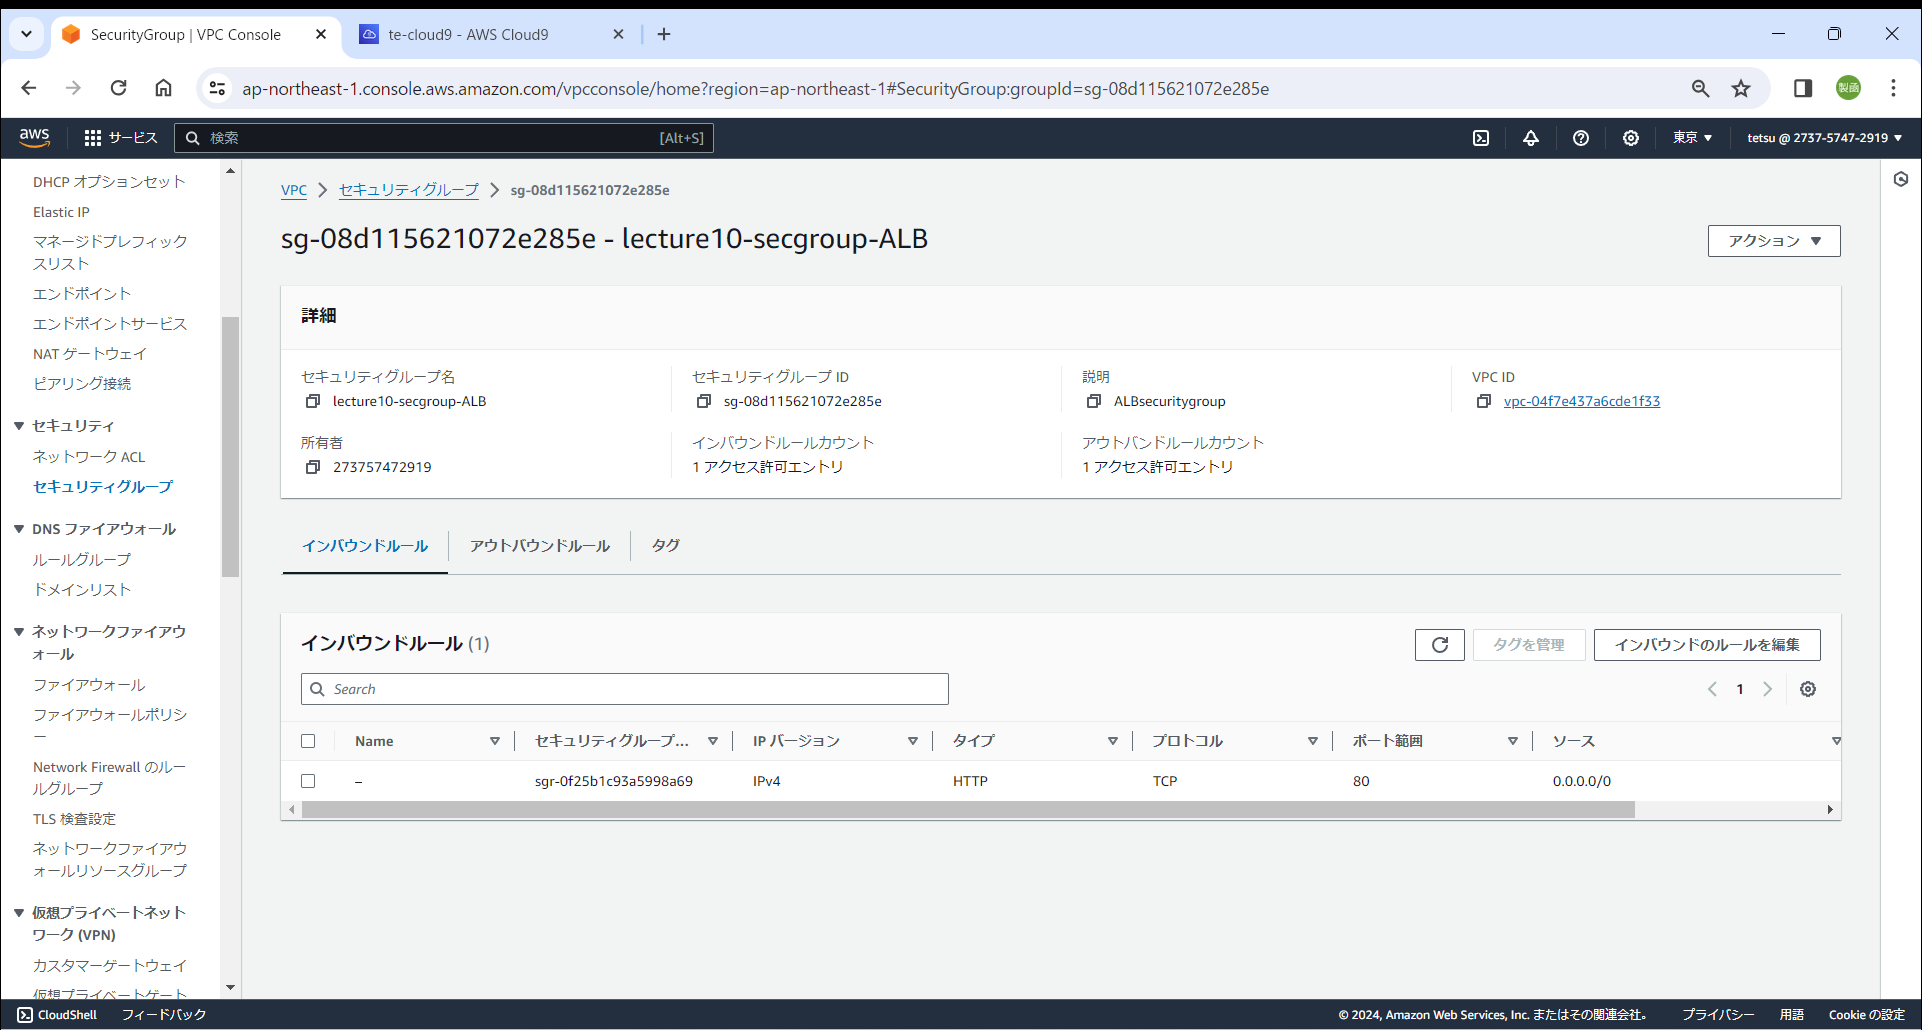 SecurityGroup | VPC Console
te-cloud9 - AWS Cloud9
ap-northeast-1.console.aws.amazon.com/vpcconsole/home?region=ap-northeast-1#SecurityGroup:groupId=sg-08d115621072e285e
製函
aws
サービス
検索
[Alt+S]
東京
tetsu @ 2737-5747-2919
DHCP オプションセット
Elastic IP
マネージドプレフィック
スリスト
エンドポイント
エンドポイントサービス
NAT ゲートウェイ
ピアリング接続
セキュリティ
ネットワーク ACL
セキュリティグループ
DNS ファイアウォール
ルールグループ
ドメインリスト
ネットワークファイアウ
ォール
ファイアウォール
ファイアウォールポリシ
ー
Network Firewall のルー
ルグループ
TLS 検査設定
ネットワークファイアウ
ォールリソースグループ
仮想プライベートネット
ワーク (VPN)
カスタマーゲートウェイ
仮想プライベートゲート
VPC
セキュリティグループ
sg-08d115621072e285e
sg-08d115621072e285e - lecture10-secgroup-ALB
アクション
詳細
セキュリティグループ名
lecture10-secgroup-ALB
セキュリティグループ ID
sg-08d115621072e285e
説明
ALBsecuritygroup
VPC ID
vpc-04f7e437a6cde1f33
所有者
273757472919
インバウンドルールカウント
1 アクセス許可エントリ
アウトバンドルールカウント
1 アクセス許可エントリ
インバウンドルール
アウトバウンドルール
タグ
インバウンドルール (1)
タグを管理
インバウンドのルールを編集
Search
1
Name
セキュリティグループ...
IP バージョン
タイプ
プロトコル
ポート範囲
ソース
–
sgr-0f25b1c93a5998a69
IPv4
HTTP
TCP
80
0.0.0.0/0
CloudShell
フィードバック
© 2024, Amazon Web Services, Inc. またはその関連会社。
プライバシー
用語
Cookie の設定